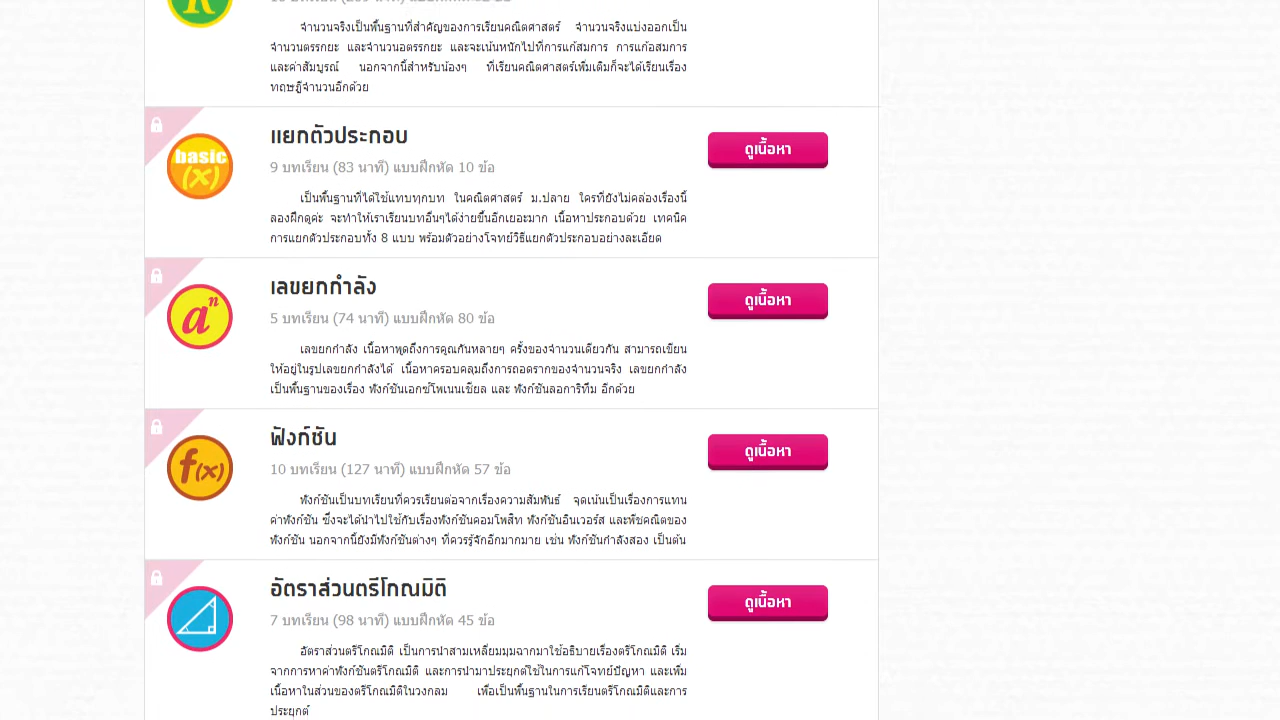 จำนวนจริงเป็นพื้นฐานที่สำคัญของการเรียนคณิตศาสตร์ จำนวนจริงแบ่งออกเป็น
จำนวนตรรกยะ และจำนวนอตรรกยะ และจะเน้นหนักไปที่การแก้สมการ การแก้อสมการ
และค่าสัมบูรณ์ นอกจากนี้สำหรับน้องๆ ที่เรียนคณิตศาสตร์เพิ่มเติมก็จะได้เรียนเรื่อง
ทฤษฎีจำนวนอีกด้วย
แยกตัวประกอบ
ดูเนื้อหา
basic
(x)
9 บทเรียน (83 นาที) แบบฝึกหัด 10 ข้อ
เป็นพื้นฐานที่ได้ใช้แทบทุกบท ในคณิตศาสตร์ ม.ปลาย ใครที่ยังไม่คล่องเรื่องนี้
ลองฝึกดูค่ะ จะทำให้เราเรียนบทอื่นๆได้ง่ายขึ้นอีกเยอะมาก เนื้อหาประกอบด้วย เทคนิค
การแยกตัวประกอบทั้ง 8 แบบ พร้อมตัวอย่างโจทย์วิธีแยกตัวประกอบอย่างละเอียด
เลขยกกำลัง
ดูเนื้อหา
aⁿ
5 บทเรียน (74 นาที) แบบฝึกหัด 80 ข้อ
เลขยกกำลัง เนื้อหาพูดถึงการคูณกันหลายๆ ครั้งของจำนวนเดียวกัน สามารถเขียน
ให้อยู่ในรูปเลขยกกำลังได้ เนื้อหาครอบคลุมถึงการถอดรากของจำนวนจริง เลขยกกำลัง
เป็นพื้นฐานของเรื่อง ฟังก์ชันเอกซ์โพเนนเชียล และ ฟังก์ชันลอการิทึม อีกด้วย
ฟังก์ชัน
ดูเนื้อหา
f(x)
10 บทเรียน (127 นาที) แบบฝึกหัด 57 ข้อ
ฟังก์ชันเป็นบทเรียนที่ควรเรียนต่อจากเรื่องความสัมพันธ์ จุดเน้นเป็นเรื่องการแทน
ค่าฟังก์ชัน ซึ่งจะได้นำไปใช้กับเรื่องฟังก์ชันคอมโพสิท ฟังก์ชันอินเวอร์ส และพีชคณิตของ
ฟังก์ชัน นอกจากนี้ยังมีฟังก์ชันต่างๆ ที่ควรรู้จักอีกมากมาย เช่น ฟังก์ชันกำลังสอง เป็นต้น
อัตราส่วนตรีโกณมิติ
ดูเนื้อหา
7 บทเรียน (98 นาที) แบบฝึกหัด 45 ข้อ
อัตราส่วนตรีโกณมิติ เป็นการนำสามเหลี่ยมมุมฉากมาใช้อธิบายเรื่องตรีโกณมิติ เริ่ม
จากการหาค่าฟังก์ชันตรีโกณมิติ และการนำมาประยุกต์ใช้ในการแก้โจทย์ปัญหา และเพิ่ม
เนื้อหาในส่วนของตรีโกณมิติในวงกลม เพื่อเป็นพื้นฐานในการเรียนตรีโกณมิติและการ
ประยุกต์